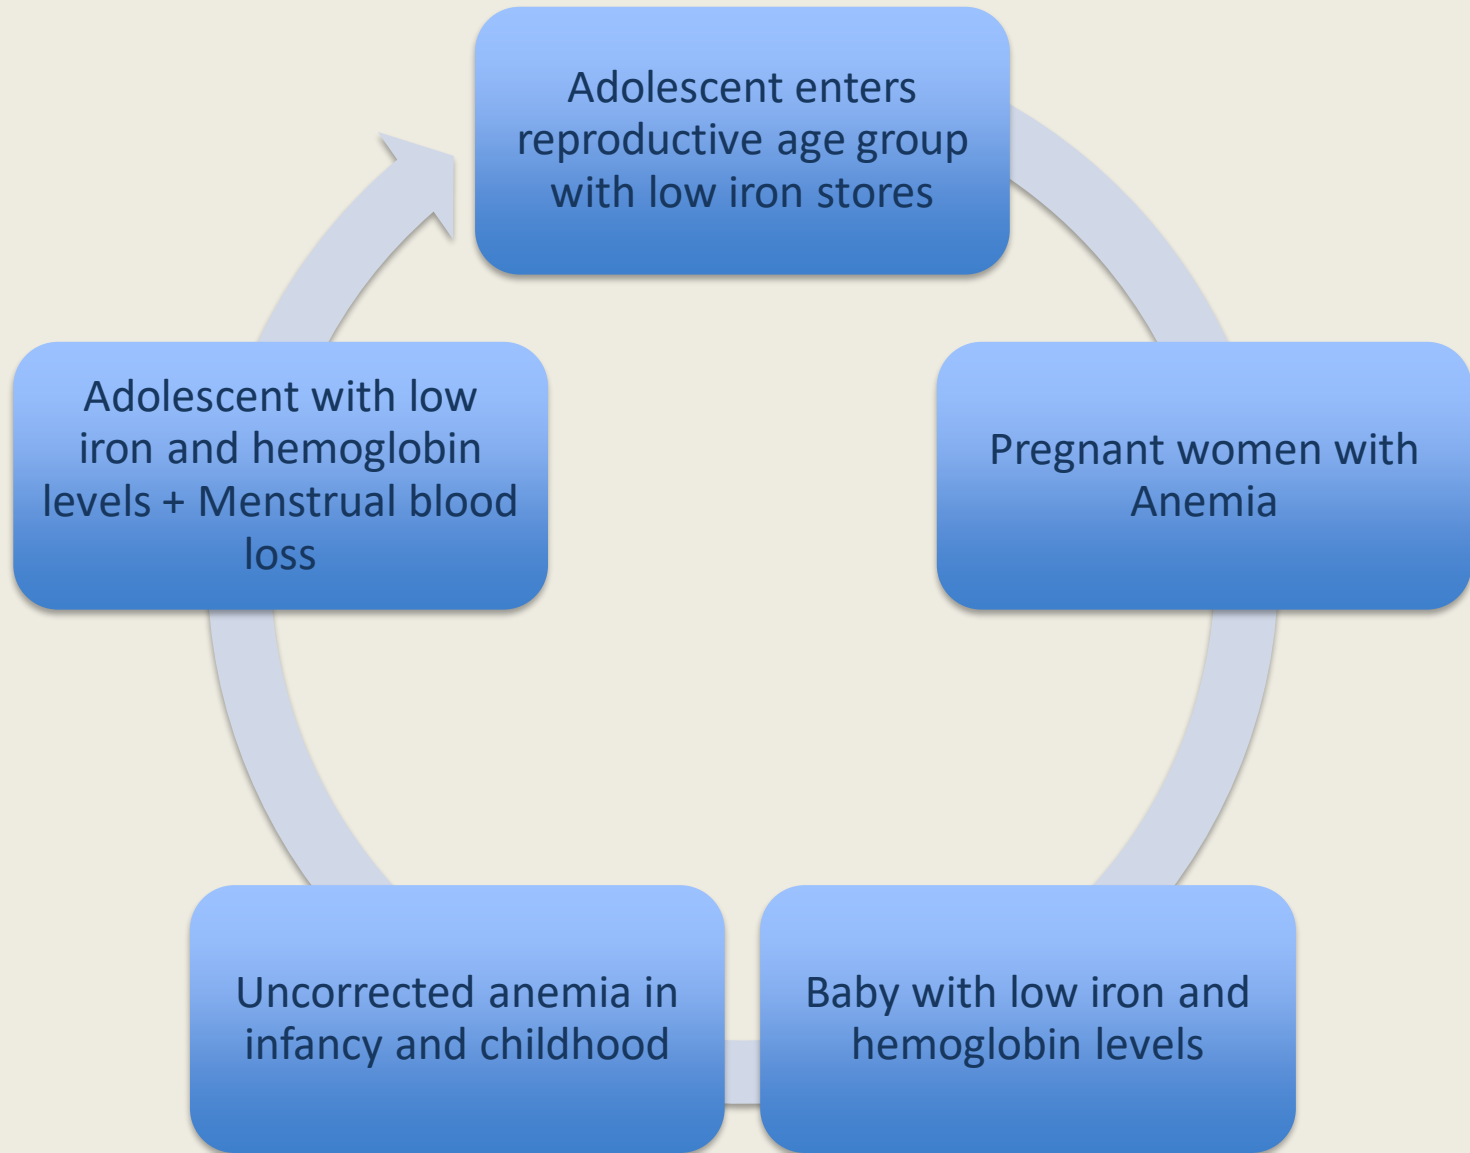 Adolescent enters
reproductive age group
with low iron stores
Pregnant women with
Anemia
Baby with low iron and
hemoglobin levels
Uncorrected anemia in
infancy and childhood
Adolescent with low
iron and hemoglobin
levels + Menstrual blood
loss